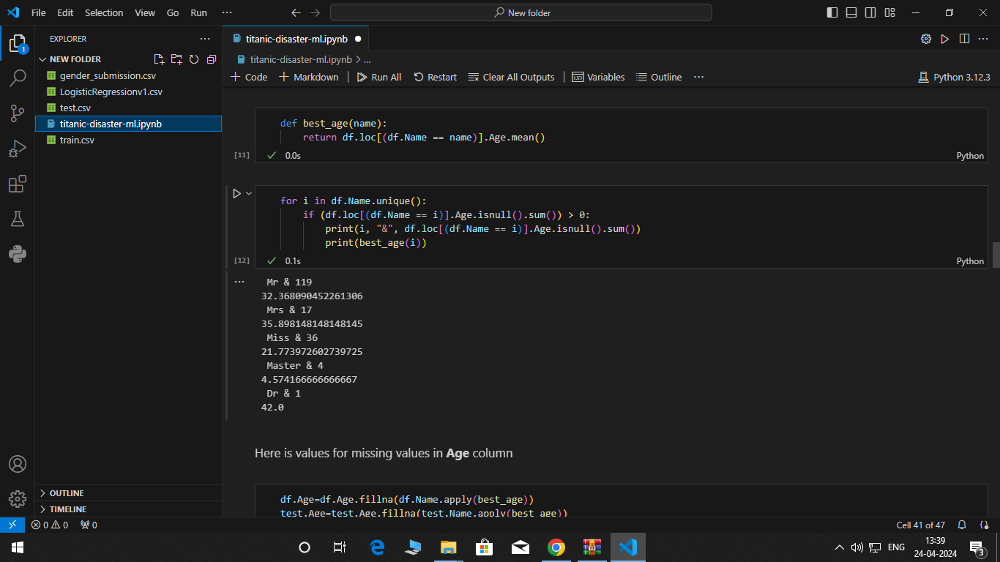 File Edit Selection View Go Run ···
New folder
EXPLORER ···
NEW FOLDER
gender_submission.csv
LogisticRegressionv1.csv
test.csv
titanic-disaster-ml.ipynb
train.csv
OUTLINE
TIMELINE
1
titanic-disaster-ml.ipynb
titanic-disaster-ml.ipynb > ...
+ Code + Markdown Run All Restart Clear All Outputs Variables Outline ··· Python 3.12.3
def best_age(name):
return df.loc[(df.Name == name)].Age.mean()
[11] ✓ 0.0s Python
for i in df.Name.unique():
if (df.loc[(df.Name == i)].Age.isnull().sum()) > 0:
print(i, "&", df.loc[(df.Name == i)].Age.isnull().sum())
print(best_age(i))
[12] ✓ 0.1s Python
Mr & 119
32.368090452261306
Mrs & 17
35.898148148148145
Miss & 36
21.773972602739725
Master & 4
4.574166666666667
Dr & 1
42.0
Here is values for missing values in Age column
df.Age=df.Age.fillna(df.Name.apply(best_age))
test.Age=test.Age.fillna(test.Name.apply(best_age))
0 0 0 Cell 41 of 47
ENG 13:39
24-04-2024
3